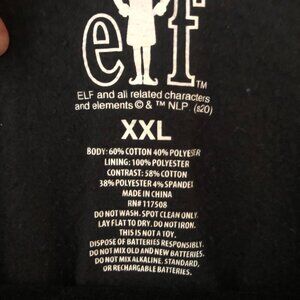 elf™
ELF and all related characters
and elements © & ™ NLP. (s20)
XXL
BODY: 60% COTTON 40% POLYESTER
LINING: 100% POLYESTER
CONTRAST: 58% COTTON
38% POLYESTER 4% SPANDEX
MADE IN CHINA
RN# 117508
DO NOT WASH. SPOT CLEAN ONLY.
LAY FLAT TO DRY. DO NOT IRON.
THIS IS NOT A TOY.
DISPOSE OF BATTERIES RESPONSIBLY.
DO NOT MIX OLD AND NEW BATTERIES.
DO NOT MIX ALKALINE, STANDARD,
OR RECHARGABLE BATTERIES.